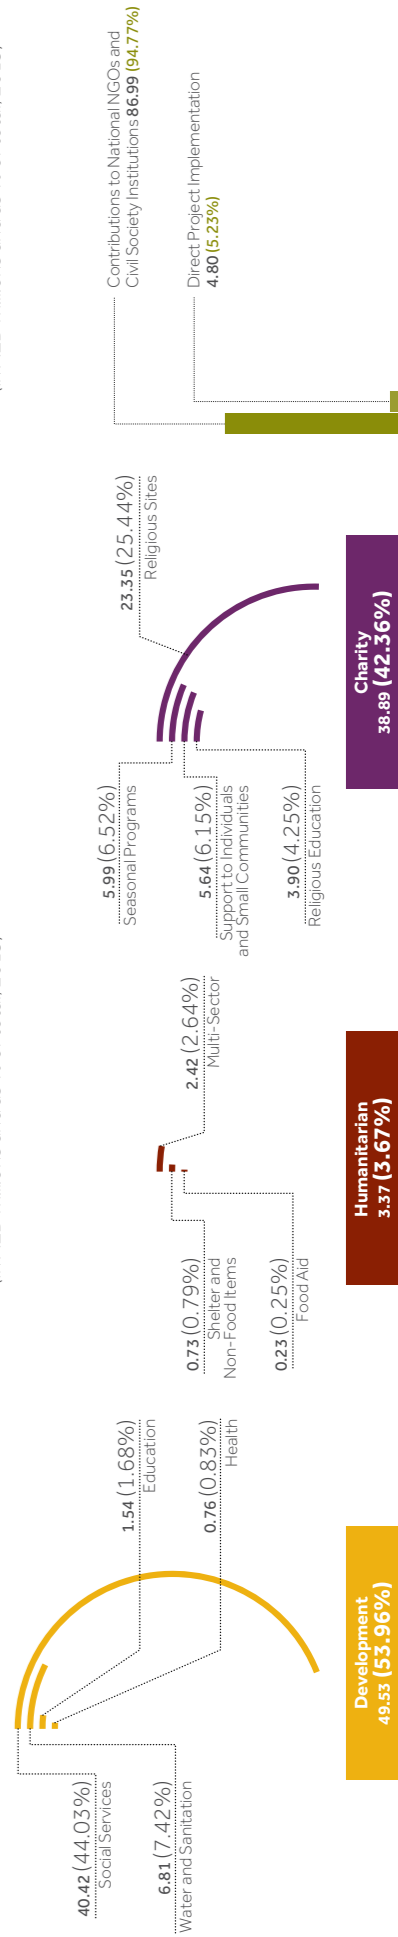 40.42 (44.03%)
Social Services
6.81 (7.42%)
Water and Sanitation
1.54 (1.68%)
Education
0.76 (0.83%)
Health
Development
49.53 (53.96%)
0.73 (0.79%)
Shelter and
Non-Food Items
0.23 (0.25%)
Food Aid
2.42 (2.64%)
Multi-Sector
Humanitarian
3.37 (3.67%)
5.99 (6.52%)
Seasonal Programs
5.64 (6.15%)
Support to Individuals
and Small Communities
3.90 (4.25%)
Religious Education
23.35 (25.44%)
Religious Sites
Charity
38.89 (42.36%)
Contributions to National NGOs and
Civil Society Institutions 86.99 (94.77%)
Direct Project Implementation
4.80 (5.23%)